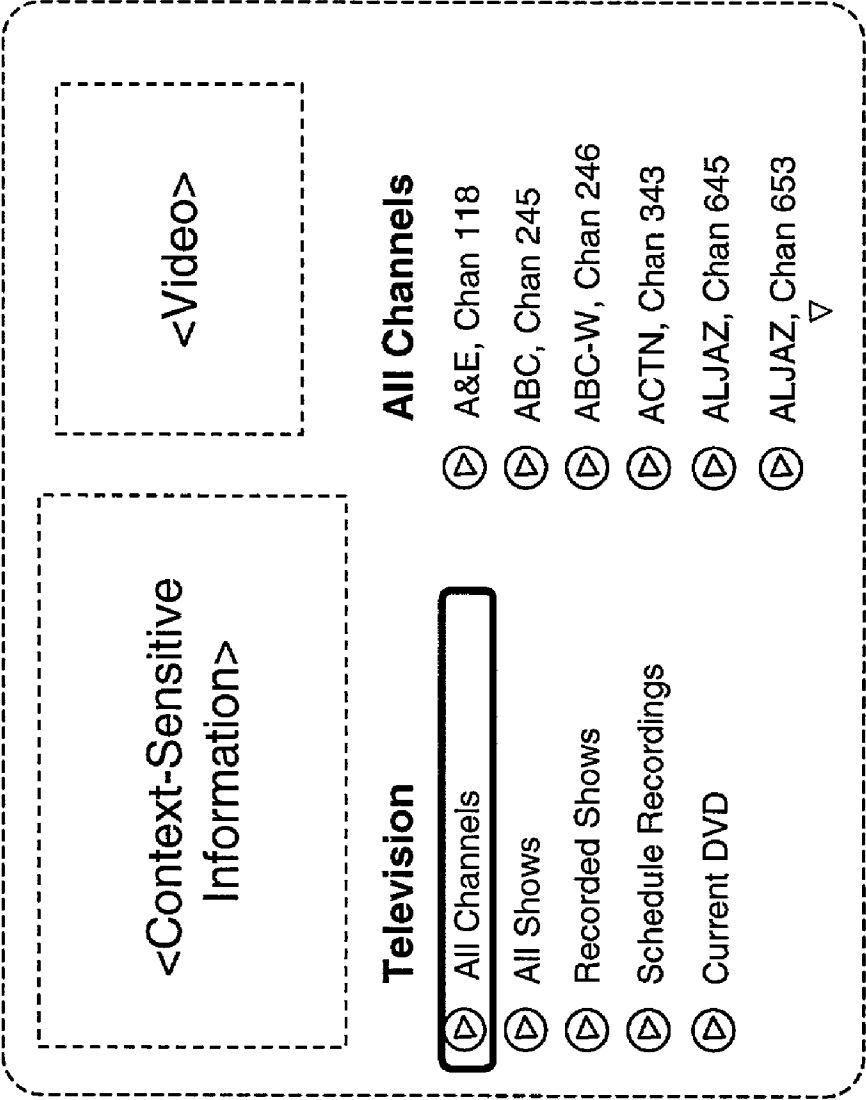 <Context-Sensitive
Information>
<Video>
Television
All Channels
All Shows
Recorded Shows
Schedule Recordings
Current DVD
All Channels
A&E, Chan 118
ABC, Chan 245
ABC-W, Chan 246
ACTN, Chan 343
ALJAZ, Chan 645
ALJAZ, Chan 653